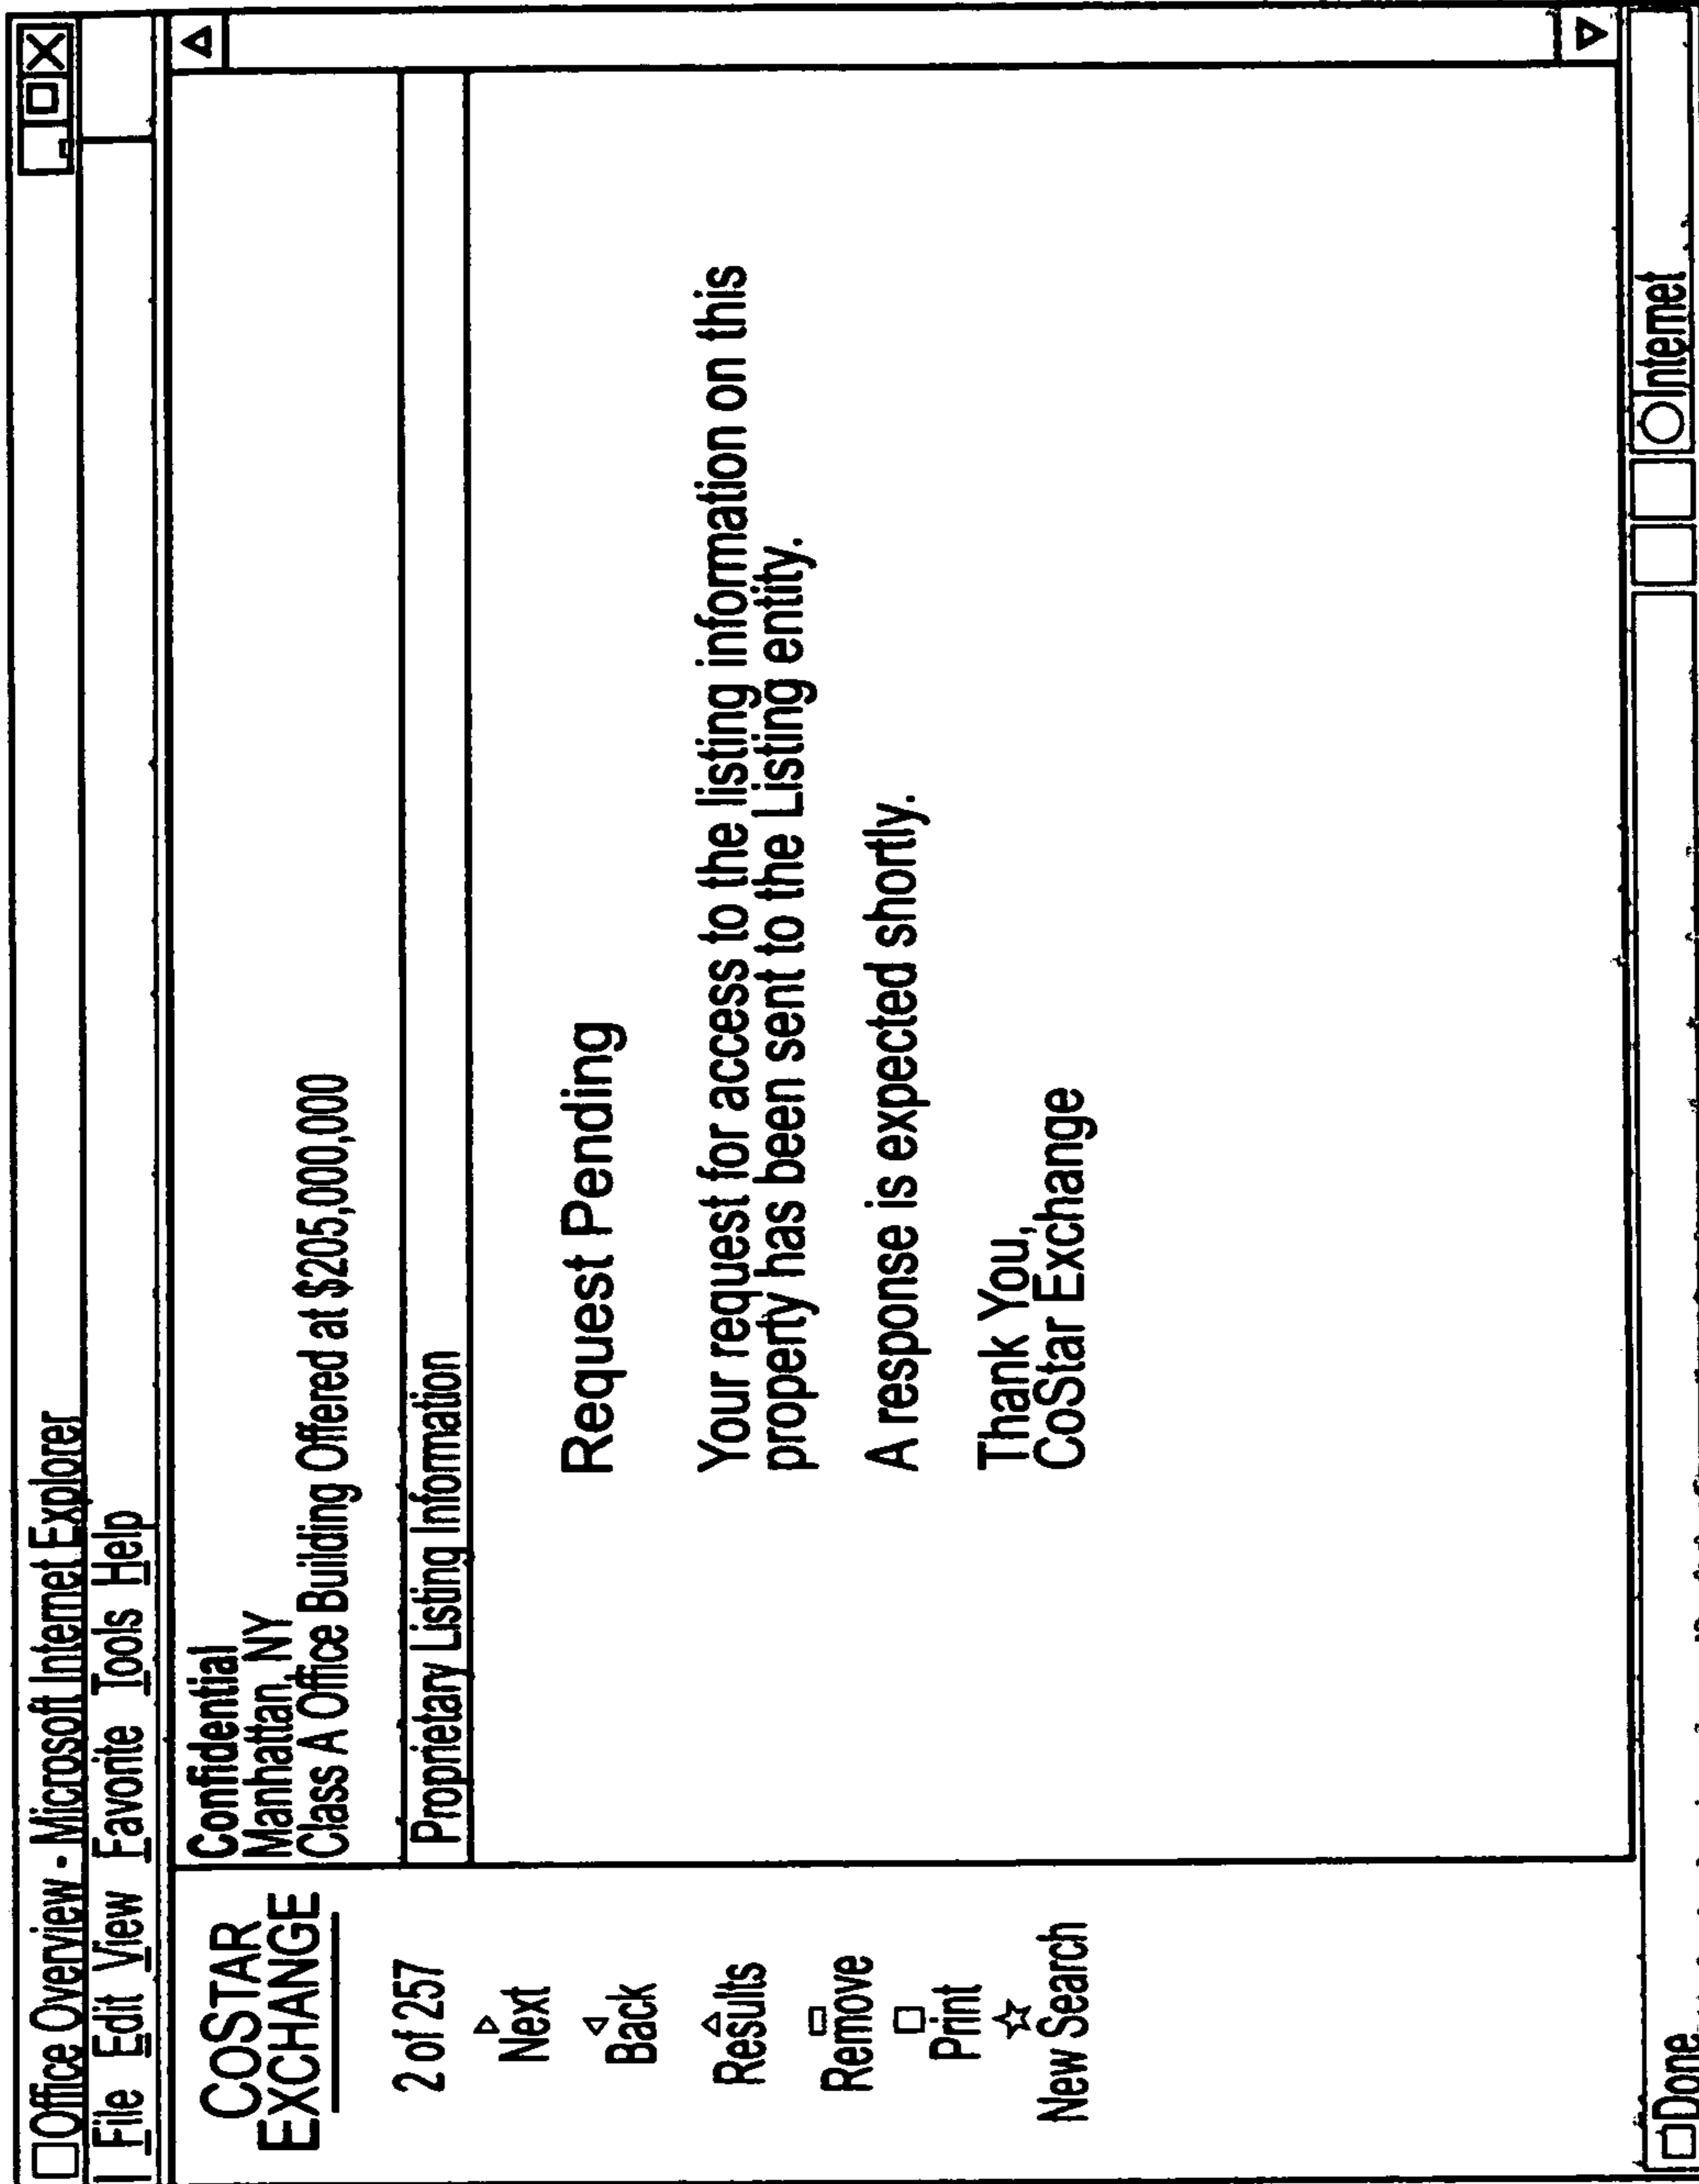 Office Overview - Microsoft Internet Explorer
File Edit View Favorite Tools Help
COSTAR
EXCHANGE
2 of 257
Next
Back
Results
Remove
Print
New Search
Confidential
Manhattan, NY
Class A Office Building Offered at $205,000,000
Proprietary Listing Information
Request Pending
Your request for access to the listing information on this
property has been sent to the Listing entity.
A response is expected shortly.
Thank You,
CoStar Exchange
Done
Internet